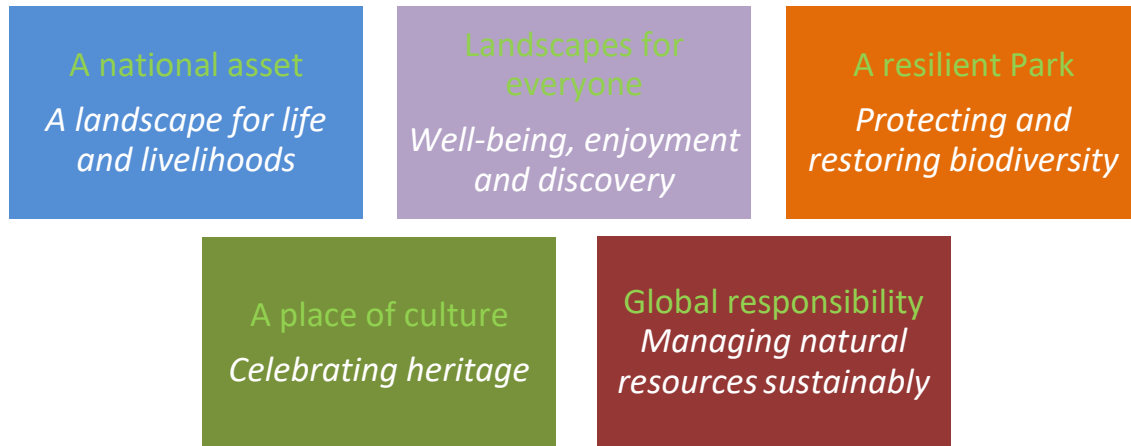 A national asset
A landscape for life
and livelihoods
Landscapes for
everyone
Well-being, enjoyment
and discovery
A resilient Park
Protecting and
restoring biodiversity
A place of culture
Celebrating heritage
Global responsibility
Managing natural
resources sustainably